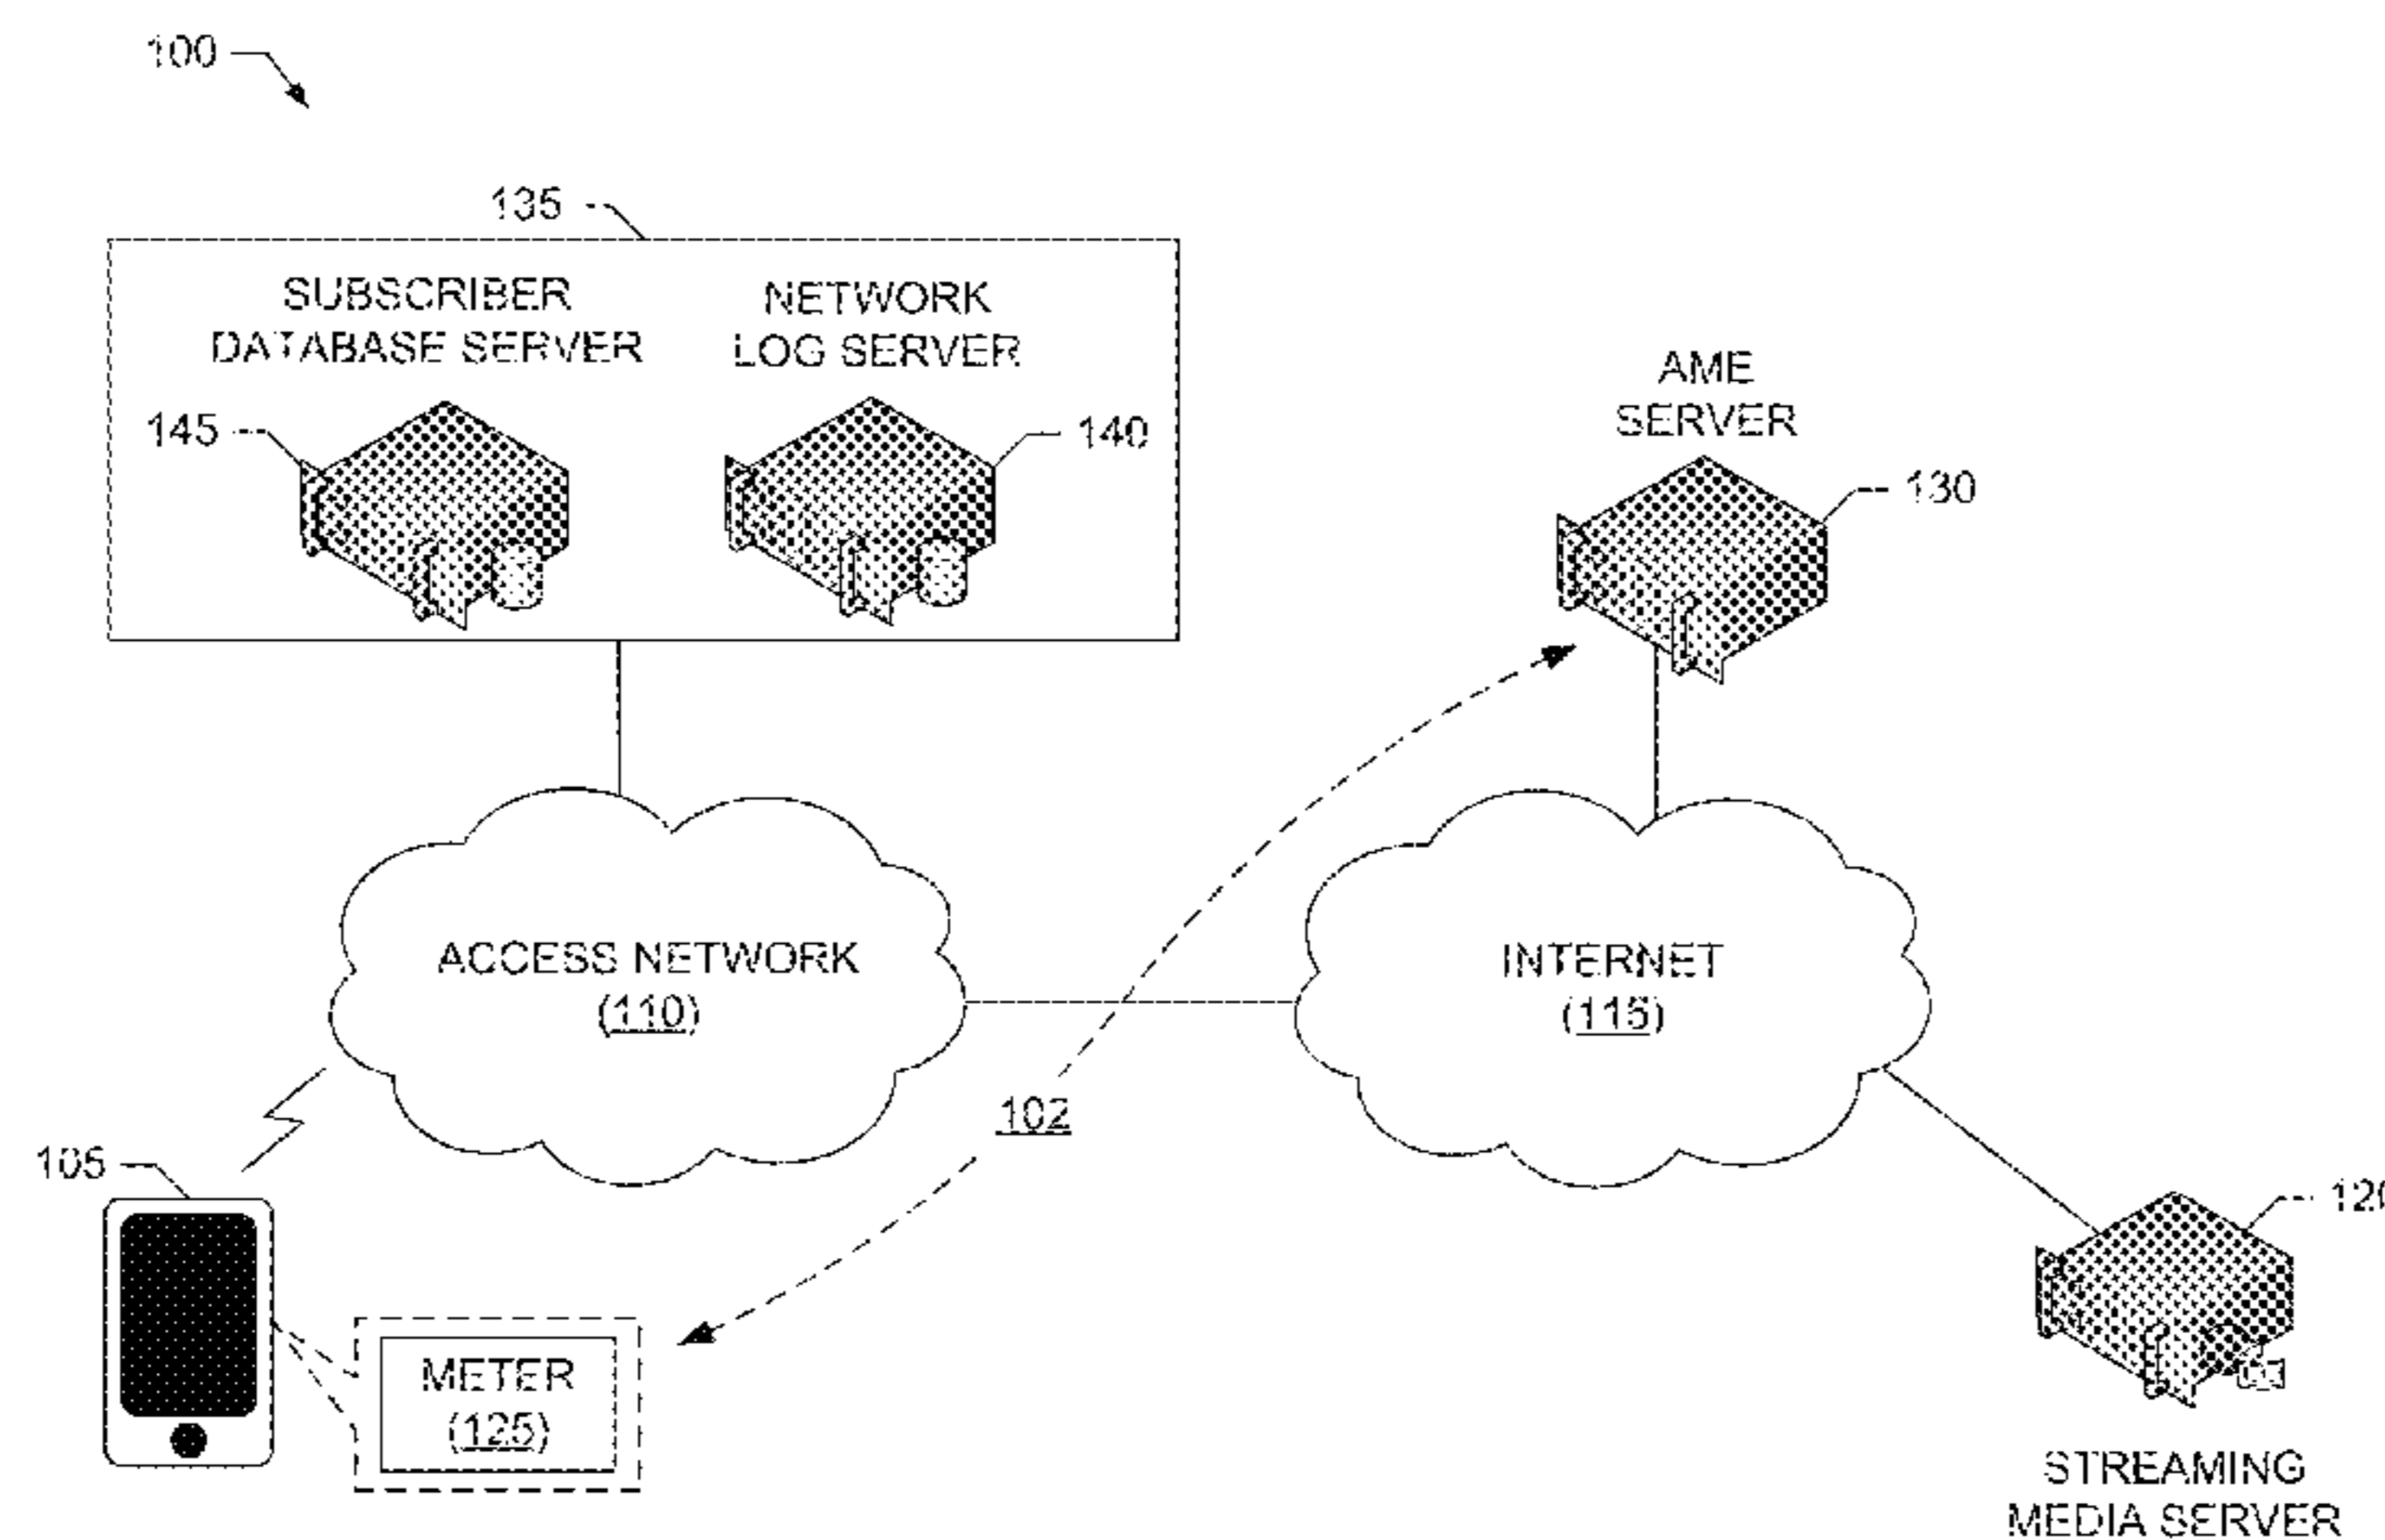 100
135
SUBSCRIBER
DATABASE SERVER
NETWORK
LOG SERVER
145
140
AME
SERVER
130
ACCESS NETWORK
(110)
INTERNET
(115)
102
105
METER
(125)
120
STREAMING
MEDIA SERVER